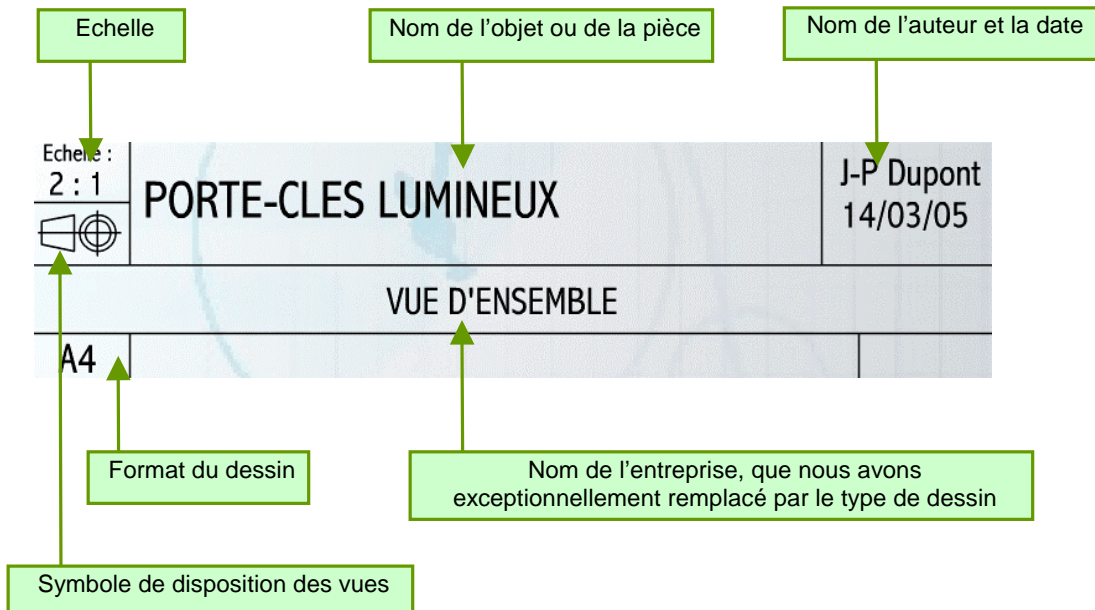 Echelle
Nom de l’objet ou de la pièce
Nom de l’auteur et la date
Echelle :
2 : 1
PORTE-CLES LUMINEUX
J-P Dupont
14/03/05
VUE D'ENSEMBLE
A4
Format du dessin
Nom de l’entreprise, que nous avons
exceptionnellement remplacé par le type de dessin
Symbole de disposition des vues